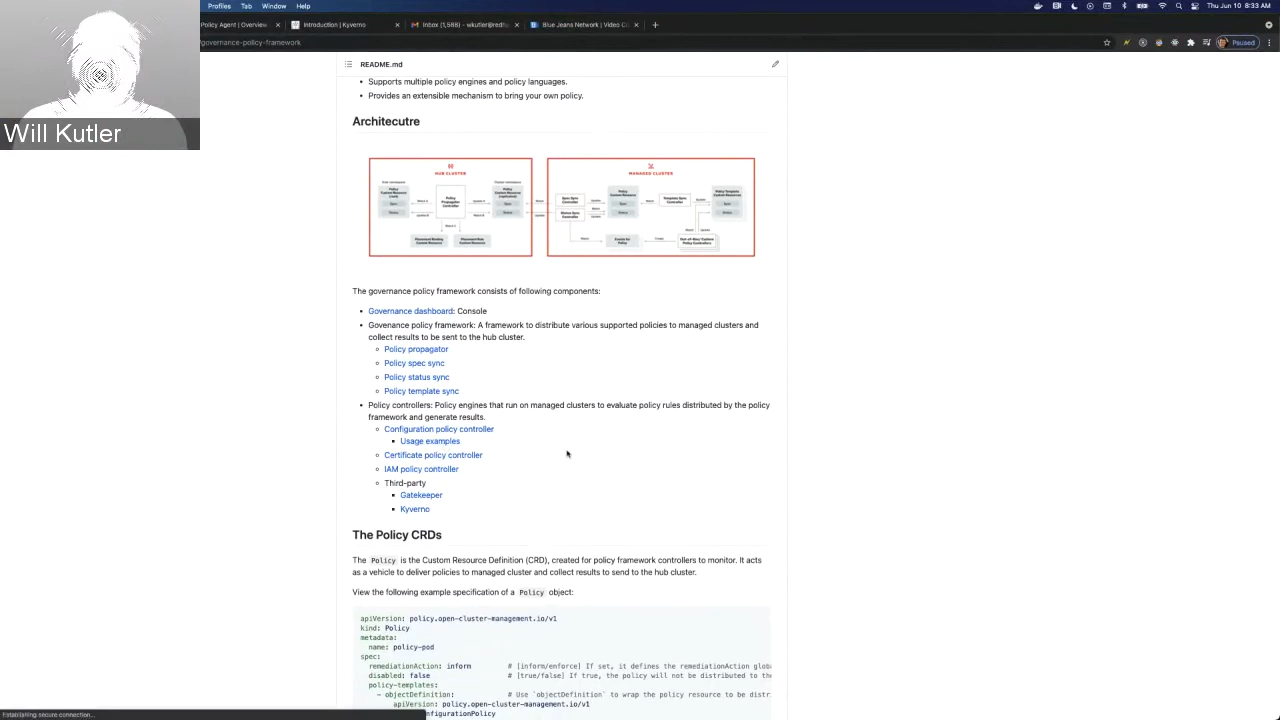 Profiles Tab Window Help
Thu Jun 10 8:33 AM
Policy Agent | Overview
Introduction | Kyverno
Inbox (1,568) - wkutler@redh
Blue Jeans Network | Video C
/governance-policy-framework
Paused
Will Kutler
README.md
• Supports multiple policy engines and policy languages.
• Provides an extensible mechanism to bring your own policy.
Architecutre
HUB CLUSTER
MANAGED CLUSTER
The governance policy framework consists of following components:
• Governance dashboard: Console
• Govenance policy framework: A framework to distribute various supported policies to managed clusters and
collect results to be sent to the hub cluster.
Policy propagator
Policy spec sync
Policy status sync
Policy template sync
• Policy controllers: Policy engines that run on managed clusters to evaluate policy rules distributed by the policy
framework and generate results.
Configuration policy controller
Usage examples
Certificate policy controller
IAM policy controller
Third-party
Gatekeeper
Kyverno
The Policy CRDs
The Policy is the Custom Resource Definition (CRD), created for policy framework controllers to monitor. It acts
as a vehicle to deliver policies to managed cluster and collect results to send to the hub cluster.
View the following example specification of a Policy object:
apiVersion: policy.open-cluster-management.io/v1
kind: Policy
metadata:
name: policy-pod
spec:
remediationAction: inform # [inform/enforce] If set, it defines the remediationAction globa
disabled: false # [true/false] If true, the policy will not be distributed to the
policy-templates:
- objectDefinition: # Use `objectDefinition` to wrap the policy resource to be distr
apiVersion: policy.open-cluster-management.io/v1
nfigurationPolicy
Establishing secure connection...